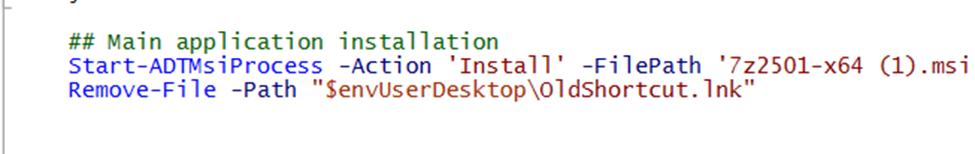 ## Main application installation
Start-ADTMsiProcess -Action 'Install' -FilePath '7z2501-x64 (1).msi
Remove-File -Path "$envUserDesktop\OldShortcut.lnk"